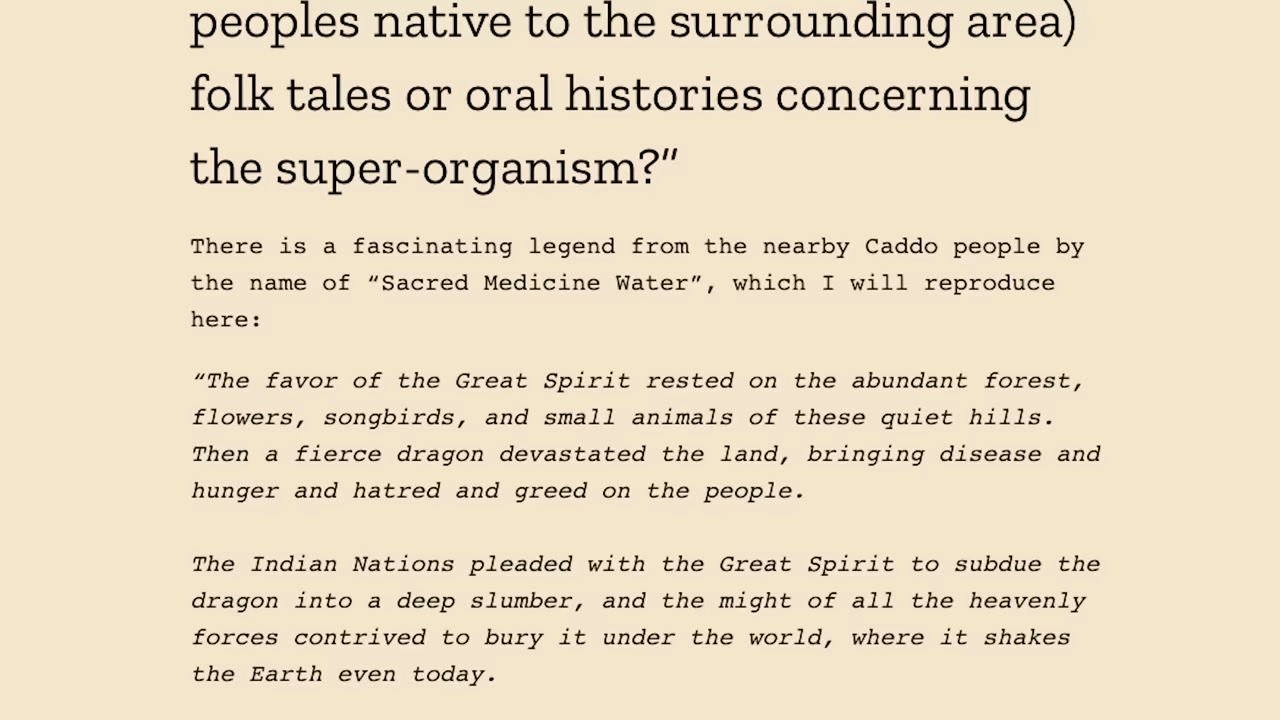 peoples native to the surrounding area)
folk tales or oral histories concerning
the super-organism?”
There is a fascinating legend from the nearby Caddo people by
the name of “Sacred Medicine Water”, which I will reproduce
here:
“The favor of the Great Spirit rested on the abundant forest,
flowers, songbirds, and small animals of these quiet hills.
Then a fierce dragon devastated the land, bringing disease and
hunger and hatred and greed on the people.
The Indian Nations pleaded with the Great Spirit to subdue the
dragon into a deep slumber, and the might of all the heavenly
forces contrived to bury it under the world, where it shakes
the Earth even today.